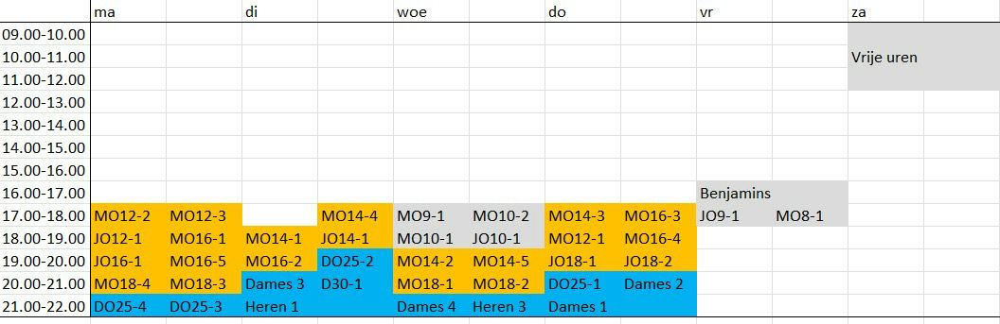 ma di woe do vr za
09.00-10.00
10.00-11.00 Vrije uren
11.00-12.00
12.00-13.00
13.00-14.00
14.00-15.00
15.00-16.00
16.00-17.00 Benjamins
17.00-18.00 MO12-2 MO12-3 MO14-4 MO9-1 MO10-2 MO14-3 MO16-3 JO9-1 MO8-1
18.00-19.00 JO12-1 MO16-1 MO14-1 JO14-1 MO10-1 JO10-1 MO12-1 MO16-4
19.00-20.00 JO16-1 MO16-5 MO16-2 DO25-2 MO14-2 MO14-5 JO18-1 JO18-2
20.00-21.00 MO18-4 MO18-3 Dames 3 D30-1 MO18-1 MO18-2 DO25-1 Dames 2
21.00-22.00 DO25-4 DO25-3 Heren 1 Dames 4 Heren 3 Dames 1